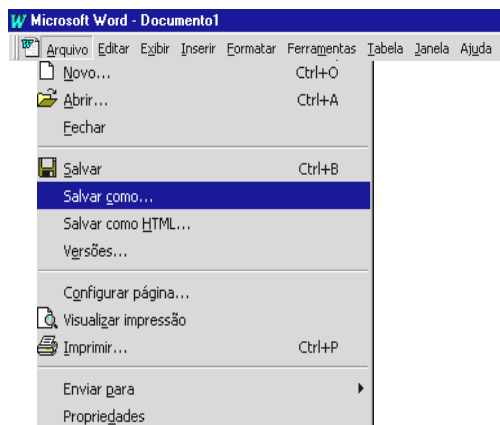 Microsoft Word - Documento1
Arquivo Editar Exibir Inserir Formatar Ferramentas Tabela Janela Ajuda
Novo... Ctrl+O
Abrir... Ctrl+A
Fechar
Salvar Ctrl+B
Salvar como...
Salvar como HTML...
Versões...
Configurar página...
Visualizar impressão
Imprimir... Ctrl+P
Enviar para
Propriedades